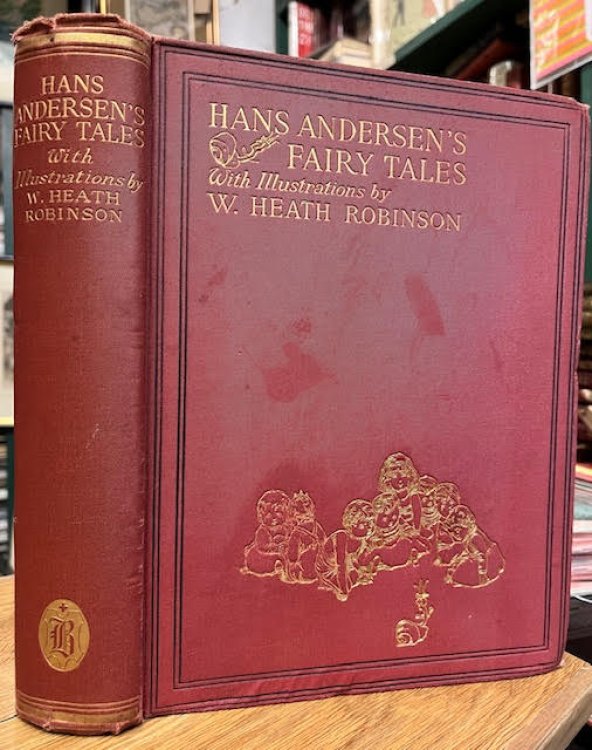 HANS
ANDERSEN'S
FAIRY TALES
With
Illustrations by
W. HEATH
ROBINSON
B
HANS ANDERSEN'S
FAIRY TALES
With Illustrations by
W. HEATH ROBINSON